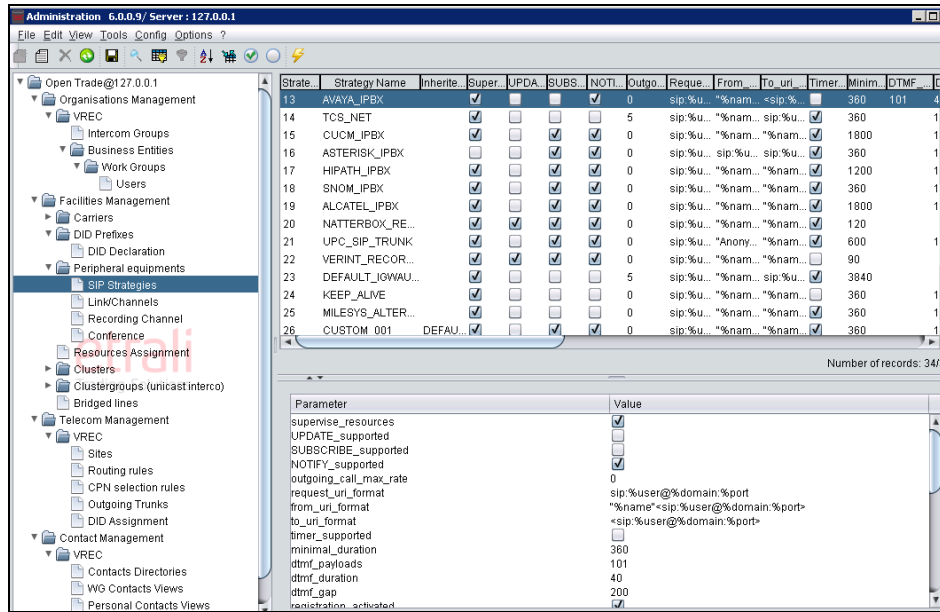 Administration 6.0.0.9/ Server : 127.0.0.1
File Edit View Tools Config Options ?
Open Trade@127.0.0.1
Organisations Management
VREC
Intercom Groups
Business Entities
Work Groups
Users
Facilities Management
Carriers
DID Prefixes
DID Declaration
Peripheral equipments
SIP Strategies
Link/Channels
Recording Channel
Conference
Resources Assignment
Clusters
Clustergroups (unicast interco)
Bridged lines
Telecom Management
VREC
Sites
Routing rules
CPN selection rules
Outgoing Trunks
DID Assignment
Contact Management
VREC
Contacts Directories
WG Contacts Views
Personal Contacts Views
etrali
Strate... Strategy Name Inherite... Super... UPDA... SUBS... NOTI... Outgo... Reque... From_... To_uri_... Timer... Minim... DTMF_... D
13 AVAYA_IPBX 0 sip:%u... "%nam... <sip:%... 360 101 4
14 TCS_NET 5 sip:%u... "%nam... sip:%u... 360 1
15 CUCM_IPBX 0 sip:%u... "%nam... "%nam... 1800 1
16 ASTERISK_IPBX 0 sip:%u... sip:%u... sip:%u... 360 1
17 HIPATH_IPBX 0 sip:%u... "%nam... "%nam... 1200 1
18 SNOM_IPBX 0 sip:%u... "%nam... "%nam... 360 1
19 ALCATEL_IPBX 0 sip:%u... "%nam... "%nam... 1800 1
20 NATTERBOX_RE... 0 sip:%u... "%nam... "%nam... 120
21 UPC_SIP_TRUNK 0 sip:%u... "Anony... "%nam... 600 1
22 VERINT_RECOR... 0 sip:%u... "%nam... "%nam... 90
23 DEFAULT_IGWAU... 5 sip:%u... "%nam... sip:%u... 3840
24 KEEP_ALIVE 0 sip:%u... "%nam... "%nam... 360 1
25 MILESYS_ALTER... 0 sip:%u... "%nam... "%nam... 360 1
26 CUSTOM_001 DEFAU... 0 sip:%u... "%nam... "%nam... 360 1
Number of records: 34/
Parameter Value
supervise_resources
UPDATE_supported
SUBSCRIBE_supported
NOTIFY_supported
outgoing_call_max_rate 0
request_uri_format sip:%user@%domain:%port
from_uri_format "%name"<sip:%user@%domain:%port>
to_uri_format <sip:%user@%domain:%port>
timer_supported
minimal_duration 360
dtmf_payloads 101
dtmf_duration 40
dtmf_gap 200
registration_activated